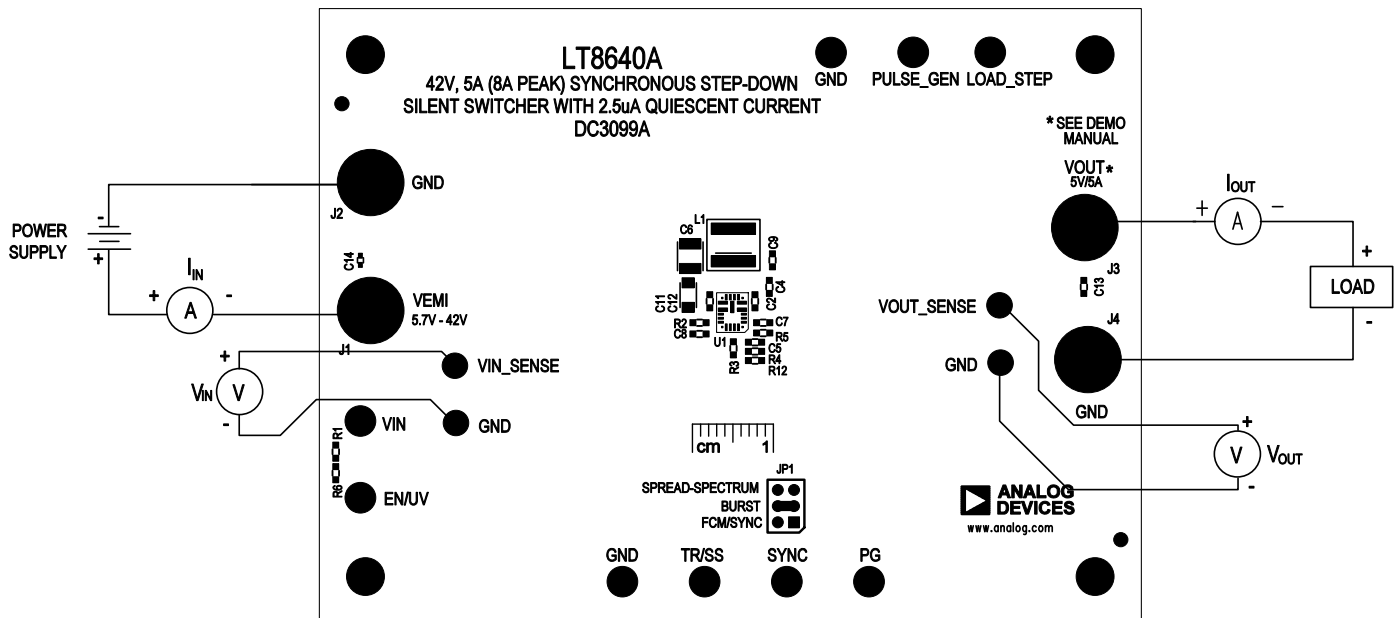 LT8640A
42V, 5A (8A PEAK) SYNCHRONOUS STEP-DOWN
SILENT SWITCHER WITH 2.5uA QUIESCENT CURRENT
DC3099A
GND
PULSE_GEN
LOAD_STEP
* SEE DEMO
MANUAL
VOUT *
5V/5A
GND
J2
POWER
SUPPLY
-
+
IIN
+
-
A
C14
VEMI
5.7V - 42V
J1
VIN
+
-
V
VIN_SENSE
GND
VIN
R1
R6
EN/UV
L1
C6
C9
C4
C2
C11
C12
R2
C8
U1
C7
R5
C5
R4
R12
R3
cm 1
JP1
SPREAD-SPECTRUM
BURST
FCM/SYNC
GND
TR/SS
SYNC
PG
J3
C13
J4
GND
VOUT_SENSE
GND
IOUT
+
-
A
+
LOAD
-
+
V
-
VOUT
ANALOG
DEVICES
www.analog.com